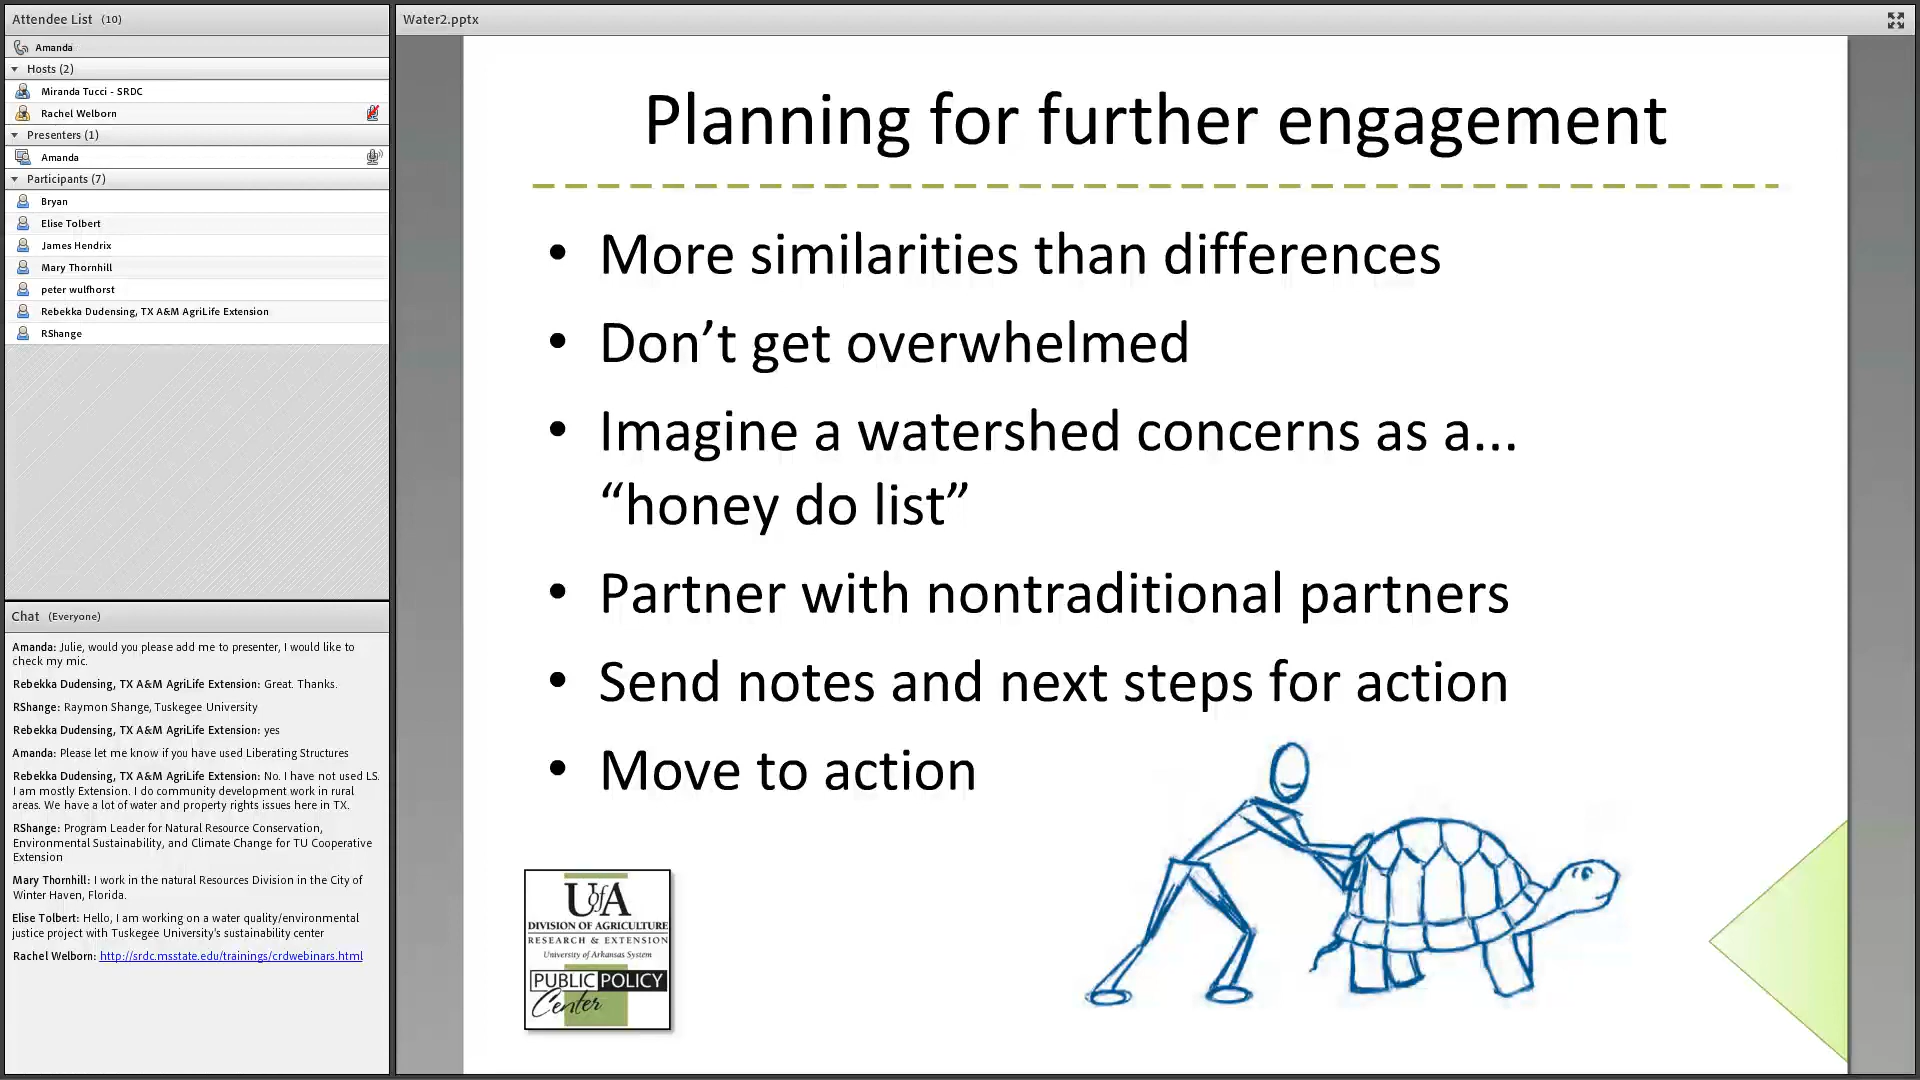 Attendee List (10)
Amanda
Hosts (2)
Miranda Tucci - SRDC
Rachel Welborn
Presenters (1)
Amanda
Participants (7)
Bryan
Elise Tolbert
James Hendrix
Mary Thornhill
peter wulfhorst
Rebekka Dudensing, TX A&M AgriLife Extension
RShange
Chat (Everyone)
Amanda: Julie, would you please add me to presenter, I would like to
check my mic.
Rebekka Dudensing, TX A&M AgriLife Extension: Great. Thanks.
RShange: Raymon Shange, Tuskegee University
Rebekka Dudensing, TX A&M AgriLife Extension: yes
Amanda: Please let me know if you have used Liberating Structures
Rebekka Dudensing, TX A&M AgriLife Extension: No. I have not used LS.
I am mostly Extension. I do community development work in rural
areas. We have a lot of water and property rights issues here in TX.
RShange: Program Leader for Natural Resource Conservation,
Environmental Sustainability, and Climate Change for TU Cooperative
Extension
Mary Thornhill: I work in the natural Resources Division in the City of
Winter Haven, Florida.
Elise Tolbert: Hello, I am working on a water quality/environmental
justice project with Tuskegee University's sustainability center
Rachel Welborn: http://srdc.msstate.edu/trainings/crdwebinars.html
Water2.pptx
Planning for further engagement
• More similarities than differences
• Don’t get overwhelmed
• Imagine a watershed concerns as a...
“honey do list”
• Partner with nontraditional partners
• Send notes and next steps for action
• Move to action
UofA
DIVISION OF AGRICULTURE
RESEARCH & EXTENSION
University of Arkansas System
PUBLIC POLICY
Center